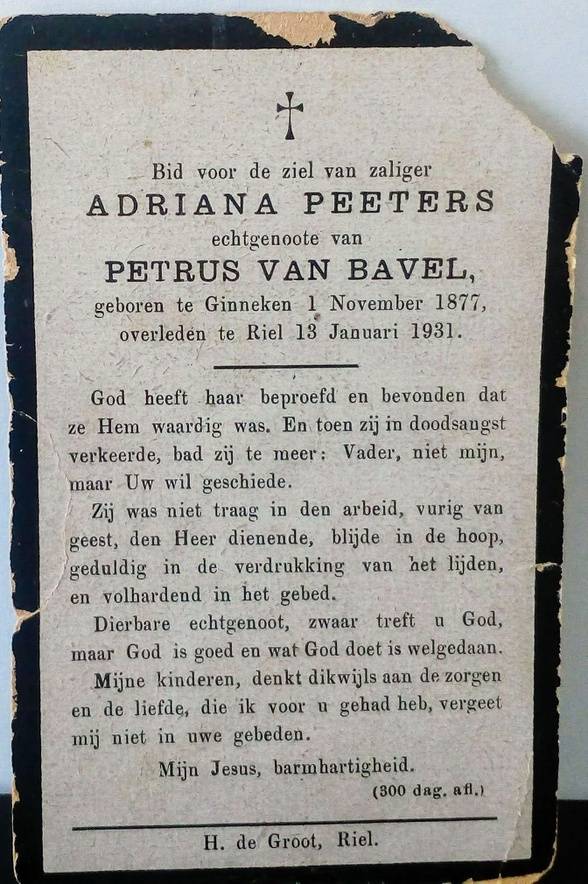 Bid voor de ziel van zaliger
ADRIANA PEETERS
echtgenoote van
PETRUS VAN BAVEL,
geboren te Ginneken 1 November 1877,
overleden te Riel 13 Januari 1931.
God heeft haar beproefd en bevonden dat
ze Hem waardig was. En toen zij in doodsangst
verkeerde, bad zij te meer: Vader, niet mijn,
maar Uw wil geschiede.
Zij was niet traag in den arbeid, vurig van
geest, den Heer dienende, blijde in de hoop,
geduldig in de verdrukking van het lijden,
en volhardend in het gebed.
Dierbare echtgenoot, zwaar treft u God,
maar God is goed en wat God doet is welgedaan.
Mijne kinderen, denkt dikwijls aan de zorgen
en de liefde, die ik voor u gehad heb, vergeet
mij niet in uwe gebeden.
Mijn Jesus, barmhartigheid.
(300 dag. afl.)
H. de Groot, Riel.